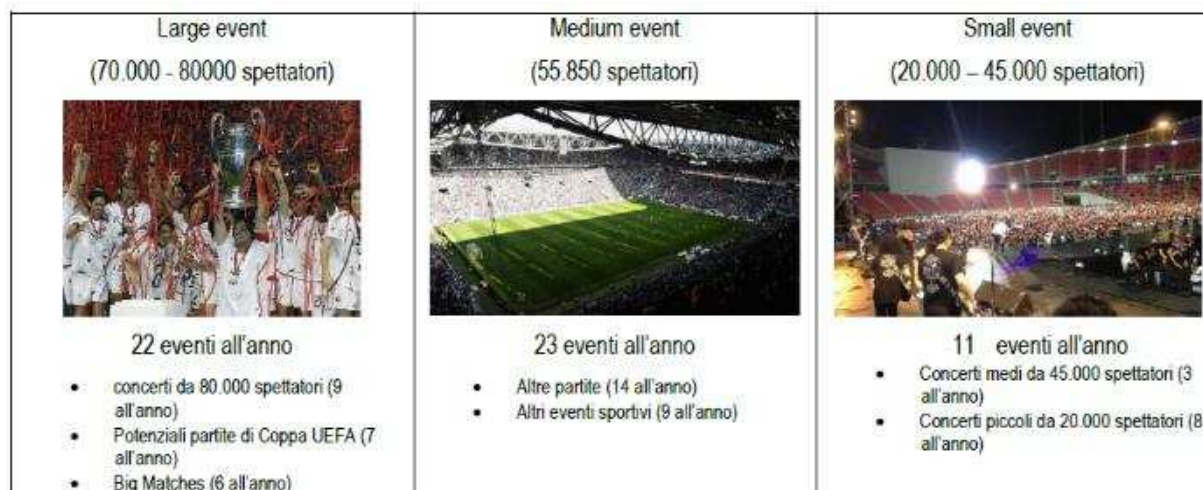 Large event
(70.000 - 80000 spettatori)
22 eventi all'anno
• concerti da 80.000 spettatori (9
all'anno)
• Potenziali partite di Coppa UEFA (7
all'anno)
• Big Matches (6 all'anno)
Medium event
(55.850 spettatori)
23 eventi all'anno
• Altre partite (14 all'anno)
• Altri eventi sportivi (9 all'anno)
Small event
(20.000 – 45.000 spettatori)
11 eventi all'anno
• Concerti medi da 45.000 spettatori (3
all'anno)
• Concerti piccoli da 20.000 spettatori (8
all'anno)